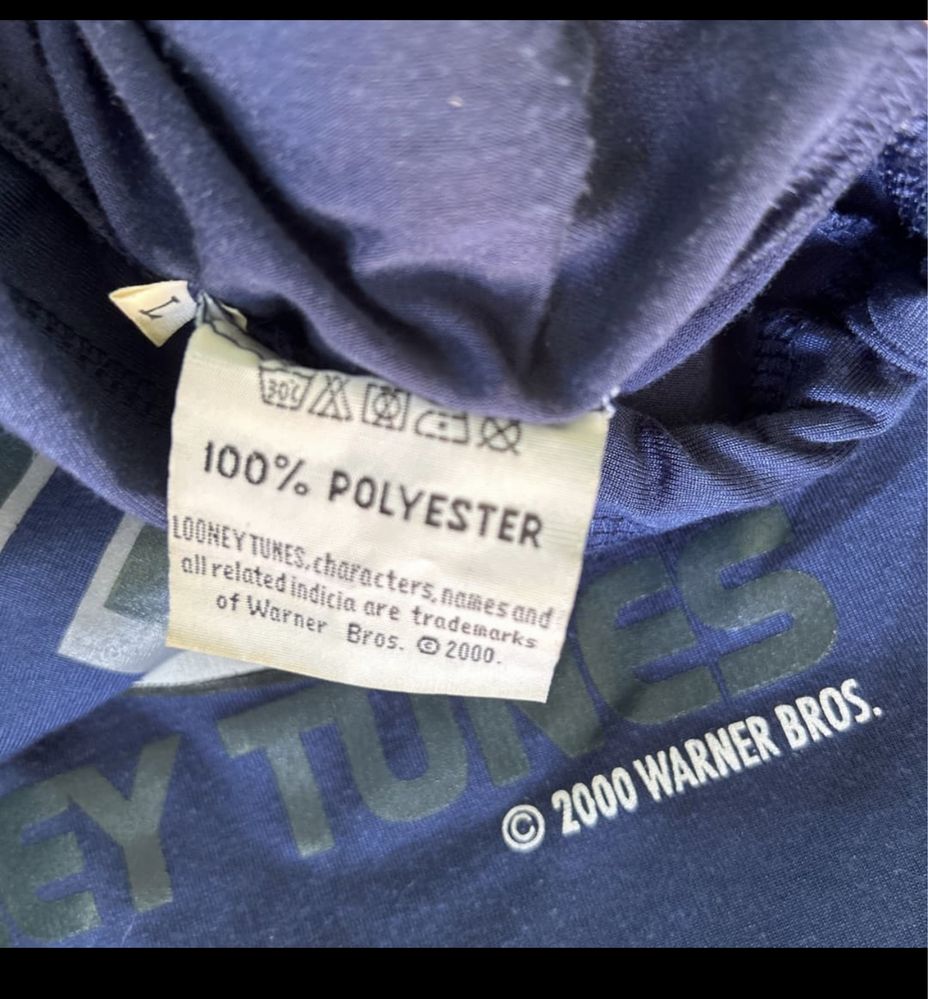 L
30C
100% POLYESTER
LOONEY TUNES, characters, names and
all related indicia are trademarks
of Warner Bros. © 2000.
EY TUNES
© 2000 WARNER BROS.